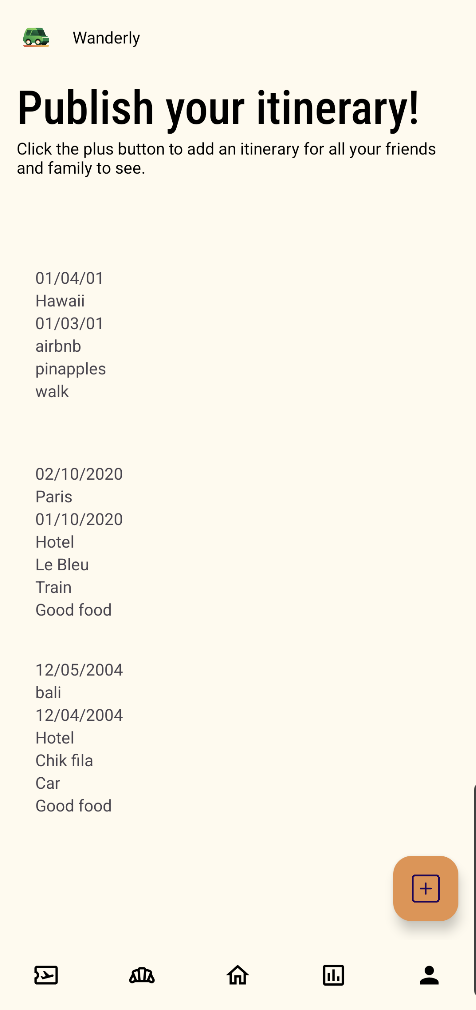 Wanderly
Publish your itinerary!
Click the plus button to add an itinerary for all your friends
and family to see.
01/04/01
Hawaii
01/03/01
airbnb
pinapples
walk
02/10/2020
Paris
01/10/2020
Hotel
Le Bleu
Train
Good food
12/05/2004
bali
12/04/2004
Hotel
Chik fila
Car
Good food